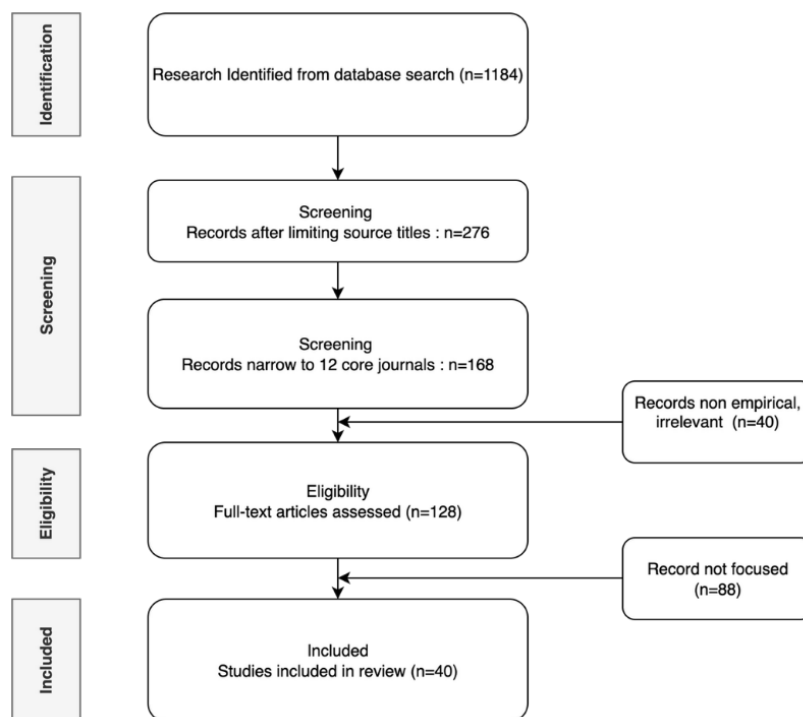 Identification
Research Identified from database search (n=1184)
Screening
Screening
Records after limiting source titles : n=276
Screening
Records narrow to 12 core journals : n=168
Records non empirical,
irrelevant (n=40)
Eligibility
Eligibility
Full-text articles assessed (n=128)
Record not focused
(n=88)
Included
Included
Studies included in review (n=40)